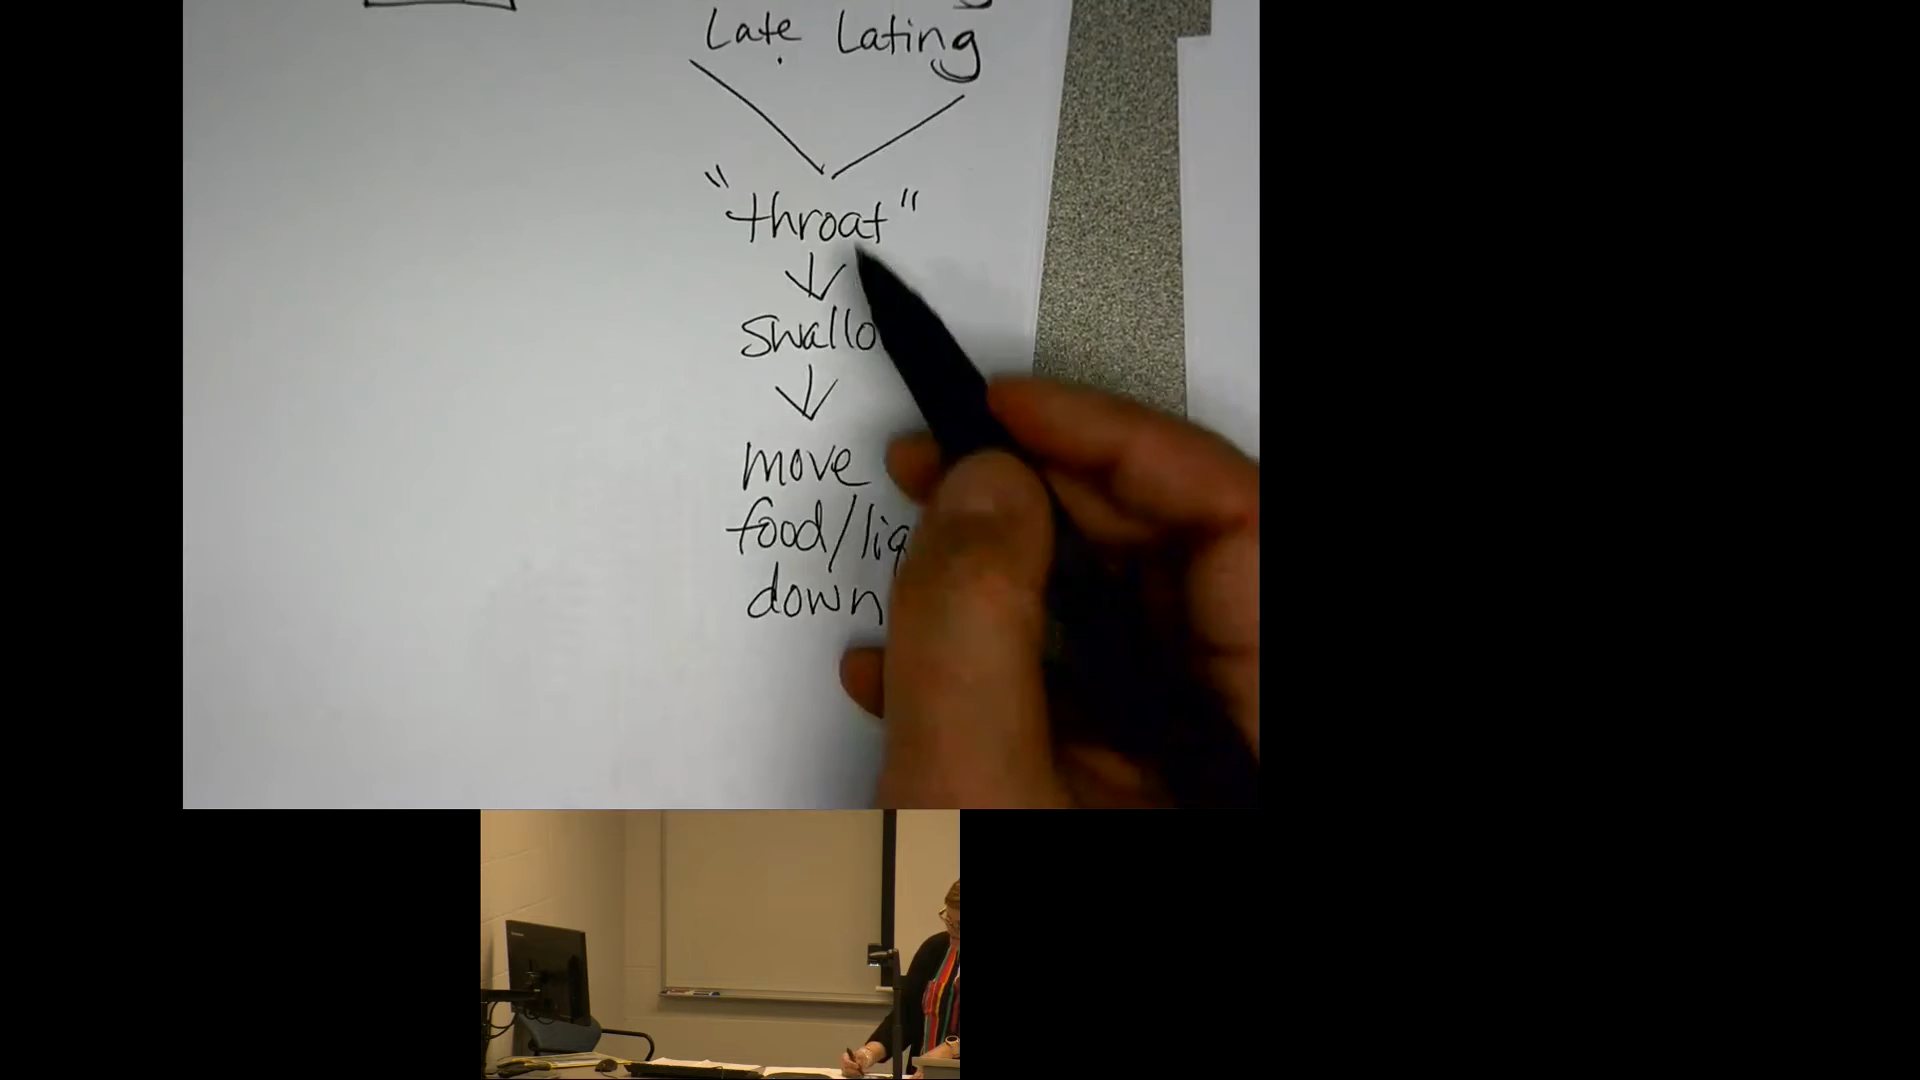 Late Lating
"throat"
Swallo
move
food/liq
down